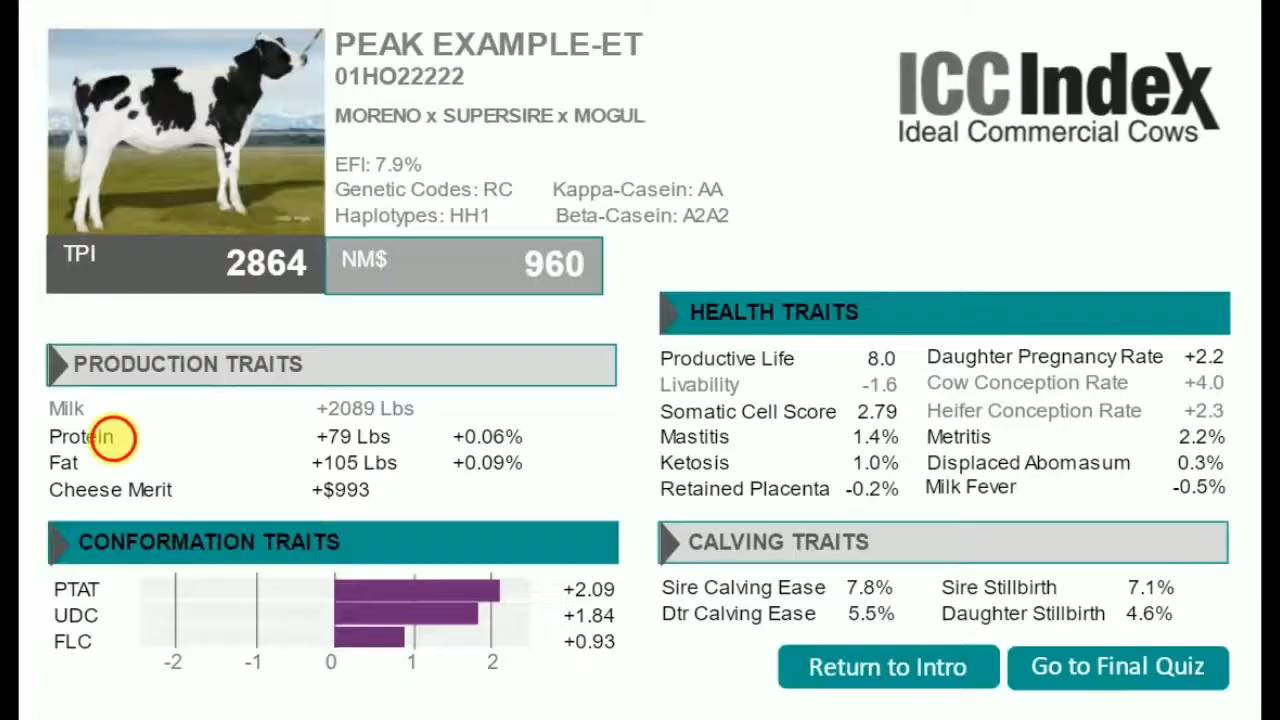 PEAK EXAMPLE-ET
01HO22222
MORENO x SUPERSIRE x MOGUL
EFI: 7.9%
Genetic Codes: RC Kappa-Casein: AA
Haplotypes: HH1 Beta-Casein: A2A2
ICC Index
Ideal Commercial Cows
TPI 2864 NM$ 960
PRODUCTION TRAITS
Milk +2089 Lbs
Protein +79 Lbs +0.06%
Fat +105 Lbs +0.09%
Cheese Merit +$993
CONFORMATION TRAITS
PTAT +2.09
UDC +1.84
FLC +0.93
-2 -1 0 1 2
HEALTH TRAITS
Productive Life 8.0 Daughter Pregnancy Rate +2.2
Livability -1.6 Cow Conception Rate +4.0
Somatic Cell Score 2.79 Heifer Conception Rate +2.3
Mastitis 1.4% Metritis 2.2%
Ketosis 1.0% Displaced Abomasum 0.3%
Retained Placenta -0.2% Milk Fever -0.5%
CALVING TRAITS
Sire Calving Ease 7.8% Sire Stillbirth 7.1%
Dtr Calving Ease 5.5% Daughter Stillbirth 4.6%
Return to Intro Go to Final Quiz